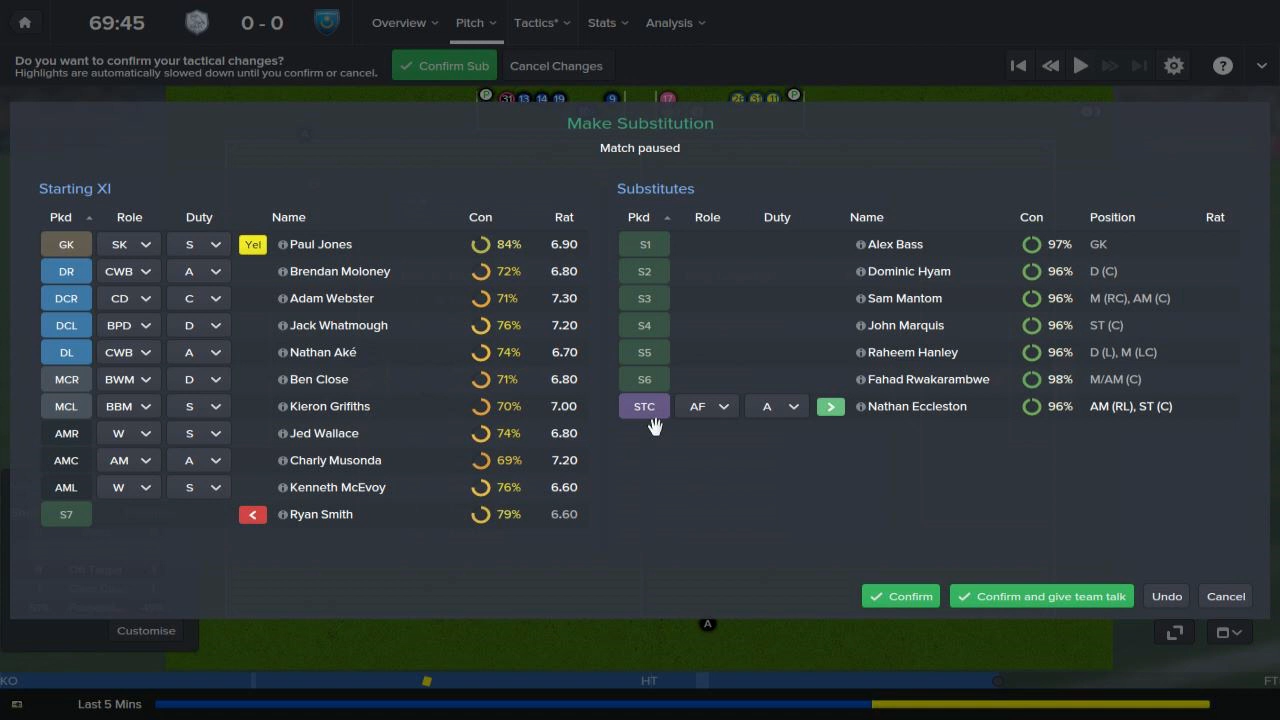 69:45 0 - 0 Overview Pitch Tactics* Stats Analysis
Do you want to confirm your tactical changes?
Highlights are automatically slowed down until you confirm or cancel.
Confirm Sub Cancel Changes
P 31 13 14 19 9 17 P
Make Substitution
Match paused
Starting XI Substitutes
Pkd Role Duty Name Con Rat Pkd Role Duty Name Con Position Rat
GK SK S Yel Paul Jones 84% 6.90 S1 Alex Bass 97% GK
DR CWB A Brendan Moloney 72% 6.80 S2 Dominic Hyam 96% D (C)
DCR CD C Adam Webster 71% 7.30 S3 Sam Mantom 96% M (RC), AM (C)
DCL BPD D Jack Whatmough 76% 7.20 S4 John Marquis 96% ST (C)
DL CWB A Nathan Aké 74% 6.70 S5 Raheem Hanley 96% D (L), M (LC)
MCR BWM D Ben Close 71% 6.80 S6 Fahad Rwakarambwe 98% M/AM (C)
MCL BBM S Kieron Grifiths 70% 7.00 STC AF A > Nathan Eccleston 96% AM (RL), ST (C)
AMR W S Jed Wallace 74% 6.80
AMC AM A Charly Musonda 69% 7.20
AML W S Kenneth McEvoy 76% 6.60
S7 < Ryan Smith 79% 6.60
Confirm Confirm and give team talk Undo Cancel
A
Customise
KO HT FT
Last 5 Mins